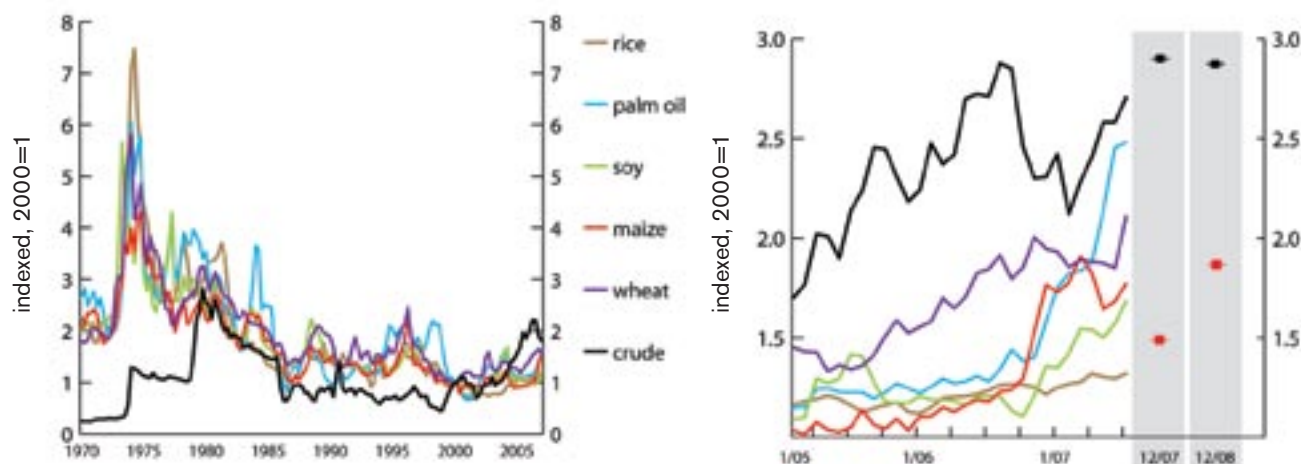 indexed, 2000=1
8
7
6
5
4
3
2
1
0
8
7
6
5
4
3
2
1
0
1970 1975 1980 1985 1990 1995 2000 2005
rice
palm oil
soy
maize
wheat
crude
indexed, 2000=1
3.0
2.5
2.0
1.5
3.0
2.5
2.0
1.5
1/05 1/06 1/07 12/07 12/08